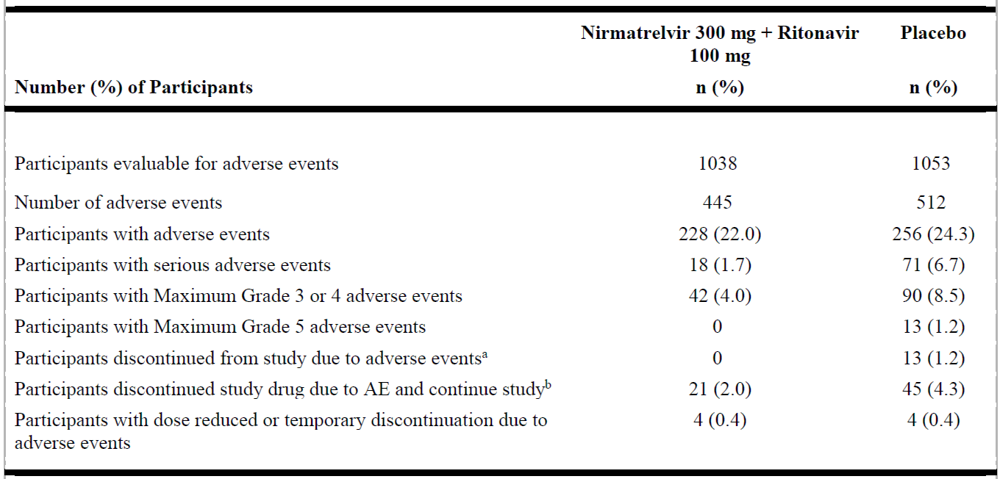 Nirmatrelvir 300 mg + Ritonavir Placebo
100 mg
Number (%) of Participants n (%) n (%)
Participants evaluable for adverse events 1038 1053
Number of adverse events 445 512
Participants with adverse events 228 (22.0) 256 (24.3)
Participants with serious adverse events 18 (1.7) 71 (6.7)
Participants with Maximum Grade 3 or 4 adverse events 42 (4.0) 90 (8.5)
Participants with Maximum Grade 5 adverse events 0 13 (1.2)
Participants discontinued from study due to adverse eventsᵃ 0 13 (1.2)
Participants discontinued study drug due to AE and continue studyᵇ 21 (2.0) 45 (4.3)
Participants with dose reduced or temporary discontinuation due to 4 (0.4) 4 (0.4)
adverse events